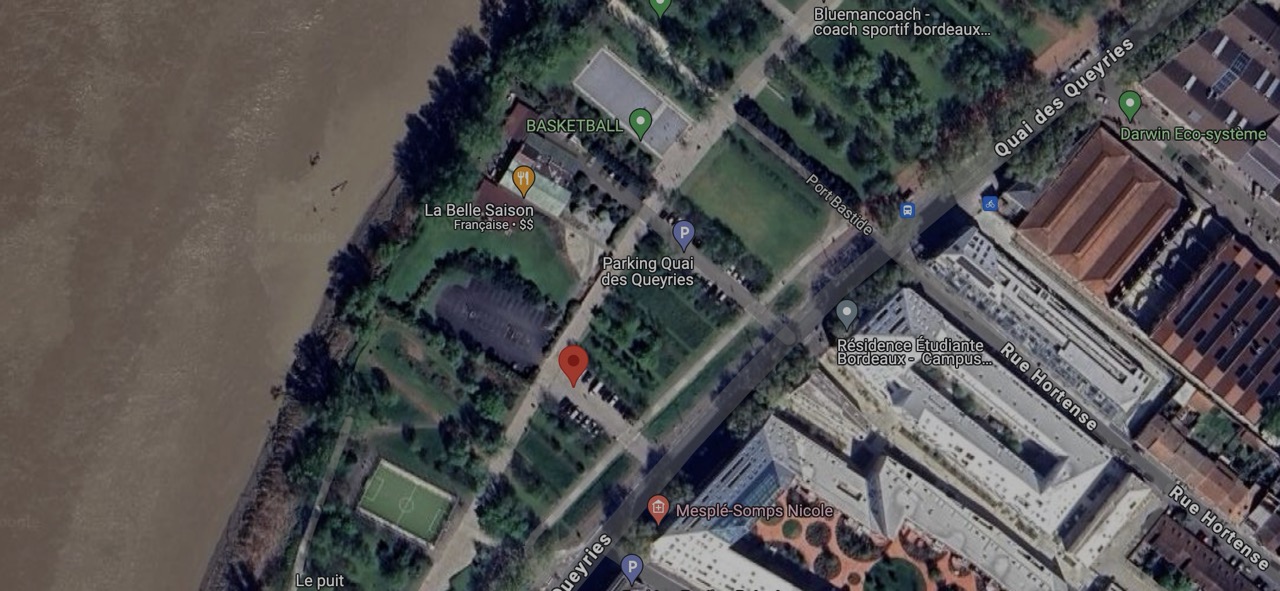 Bluemancoach -
coach sportif bordeaux...
Quai des Queyries
Darwin Eco-système
BASKETBALL
La Belle Saison
Française • $$
Port Bastide
P
Parking Quai
des Queyries
Résidence Étudiante
Bordeaux - Campus...
Rue Hortense
Mesplé-Somps Nicole
Rue Hortense
Queyries
P
Le puit